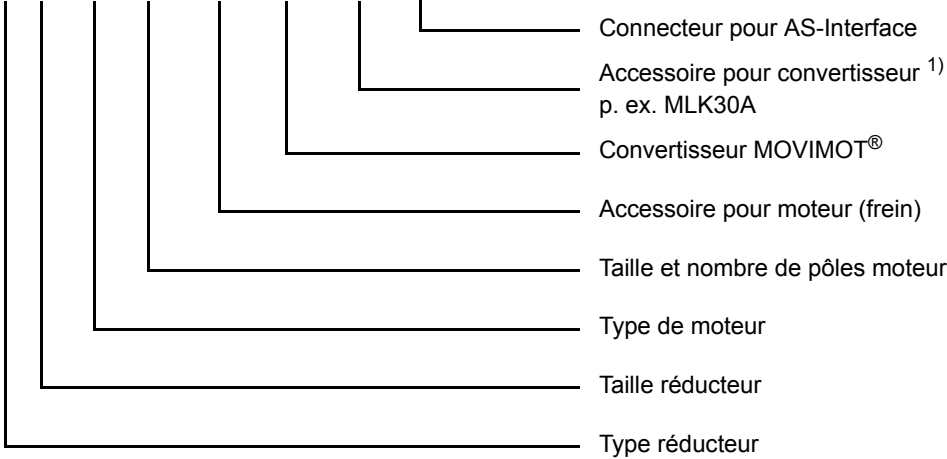 Connecteur pour AS-Interface
Accessoire pour convertisseur 1)
p. ex. MLK30A
Convertisseur MOVIMOT®
Accessoire pour moteur (frein)
Taille et nombre de pôles moteur
Type de moteur
Taille réducteur
Type réducteur